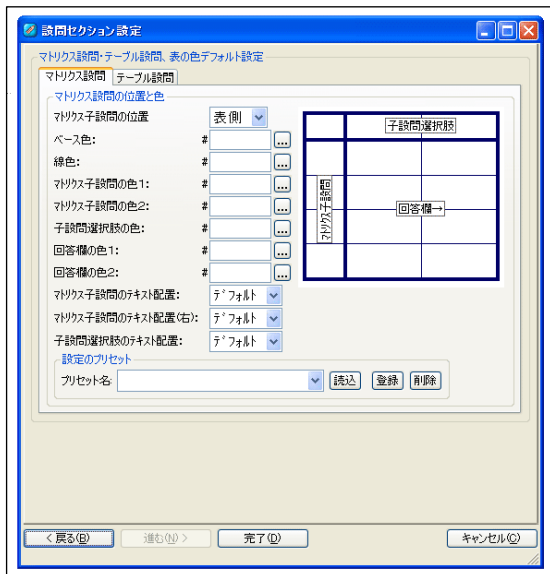 設問セクション設定
マトリクス設問・テーブル設問、表の色デフォルト設定
マトリクス設問 テーブル設問
マトリクス設問の位置と色
マトリクス子設問の位置 表側
ベース色: # ...
線色: # ...
マトリクス子設問の色1: # ...
マトリクス子設問の色2: # ...
子設問選択肢の色: # ...
回答欄の色1: # ...
回答欄の色2: # ...
マトリクス子設問のテキスト配置: デフォルト
マトリクス子設問のテキスト配置(右): デフォルト
子設問選択肢のテキスト配置: デフォルト
子設問選択肢
マトリクス子設問
回答欄→
設定のプリセット
プリセット名: 読込 登録 削除
< 戻る(B) 進む(N) > 完了(D) キャンセル(C)